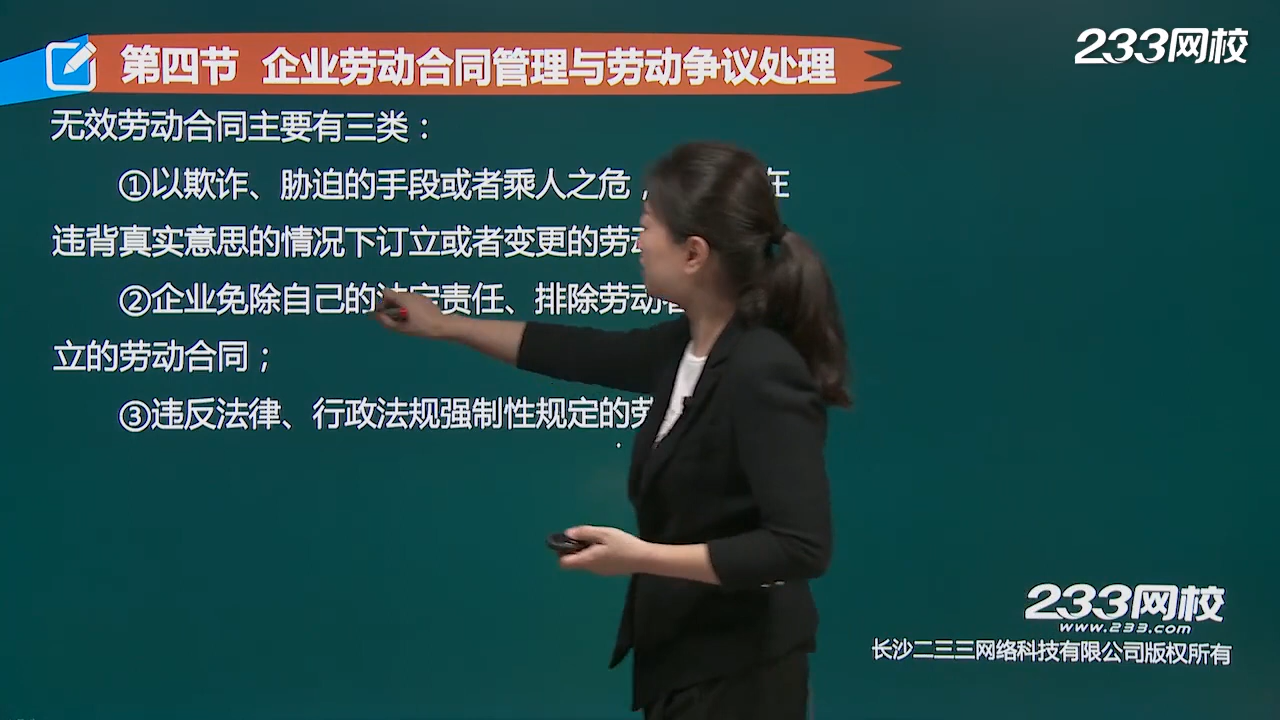 第四节 企业劳动合同管理与劳动争议处理
233网校
无效劳动合同主要有三类：
①以欺诈、胁迫的手段或者乘人之危，在
违背真实意思的情况下订立或者变更的劳
②企业免除自己的法定责任、排除劳动者
立的劳动合同；
③违反法律、行政法规强制性规定的劳
233网校
www.233.com
长沙二三三网络科技有限公司版权所有